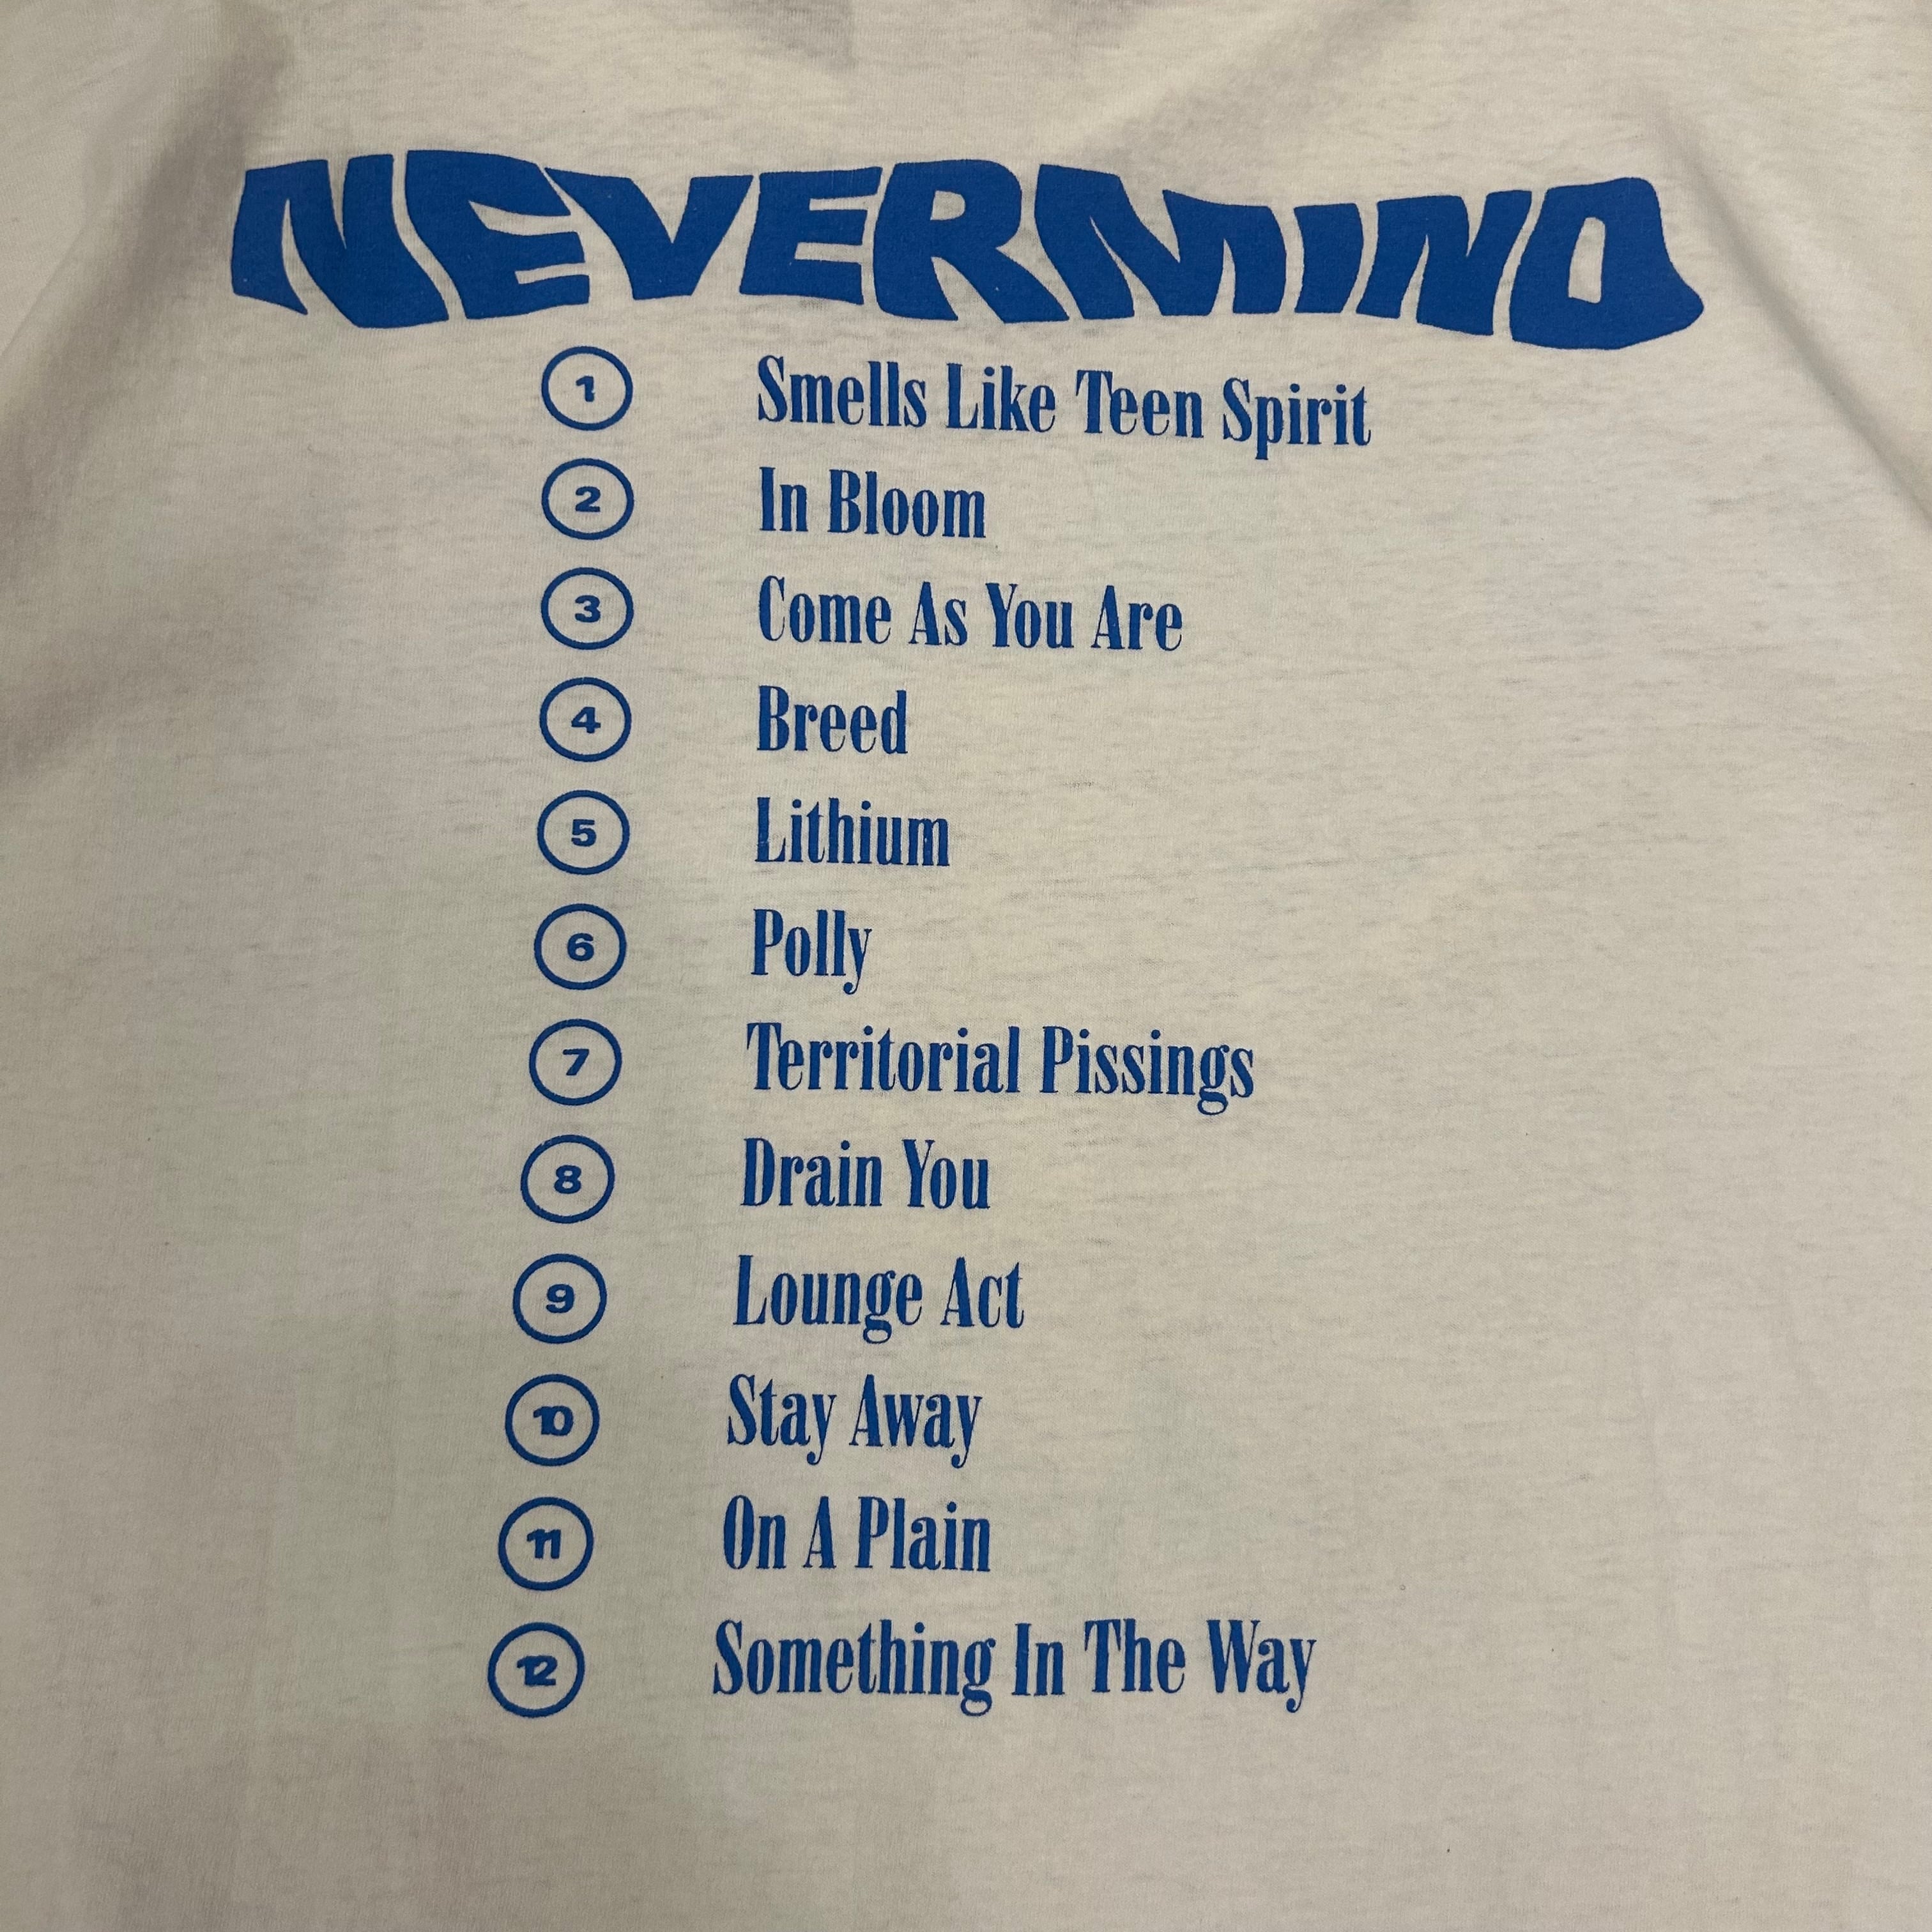 NEVERMIND
1 Smells Like Teen Spirit
2 In Bloom
3 Come As You Are
4 Breed
5 Lithium
6 Polly
7 Territorial Pissings
8 Drain You
9 Lounge Act
10 Stay Away
11 On A Plain
12 Something In The Way